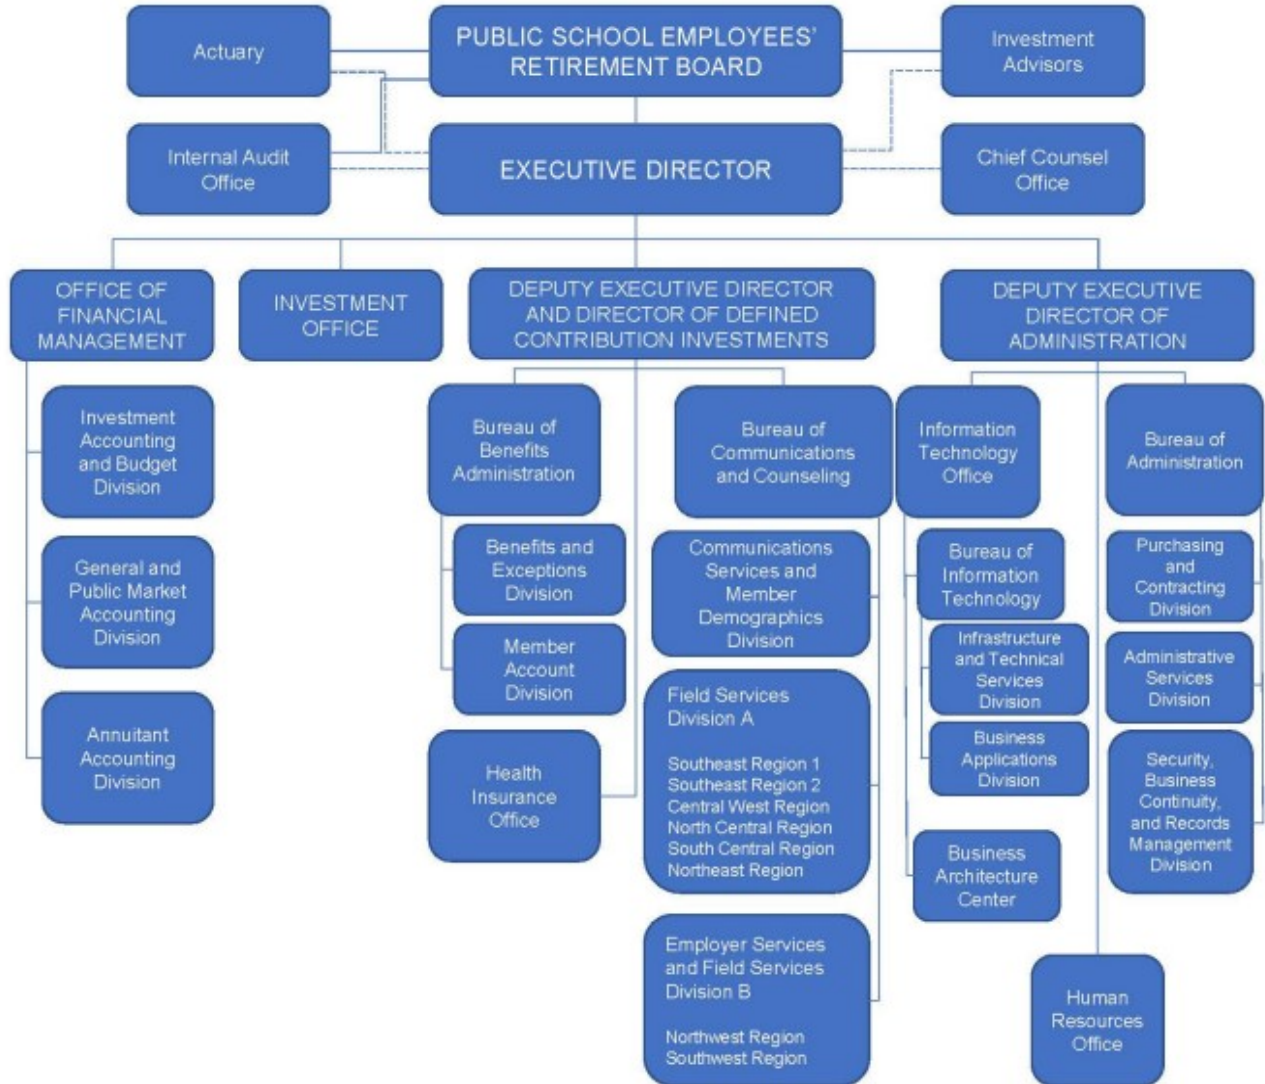 Actuary
PUBLIC SCHOOL EMPLOYEES'
RETIREMENT BOARD
Investment
Advisors
Internal Audit
Office
EXECUTIVE DIRECTOR
Chief Counsel
Office
OFFICE OF
FINANCIAL
MANAGEMENT
INVESTMENT
OFFICE
DEPUTY EXECUTIVE DIRECTOR
AND DIRECTOR OF DEFINED
CONTRIBUTION INVESTMENTS
DEPUTY EXECUTIVE
DIRECTOR OF
ADMINISTRATION
Investment
Accounting
and Budget
Division
General and
Public Market
Accounting
Division
Annuitant
Accounting
Division
Bureau of
Benefits
Administration
Benefits and
Exceptions
Division
Member
Account
Division
Health
Insurance
Office
Bureau of
Communications
and Counseling
Communications
Services and
Member
Demographics
Division
Field Services
Division A
Southeast Region 1
Southeast Region 2
Central West Region
North Central Region
South Central Region
Northeast Region
Employer Services
and Field Services
Division B
Northwest Region
Southwest Region
Information
Technology
Office
Bureau of
Information
Technology
Infrastructure
and Technical
Services
Division
Business
Applications
Division
Business
Architecture
Center
Bureau of
Administration
Purchasing
and
Contracting
Division
Administrative
Services
Division
Security,
Business
Continuity,
and Records
Management
Division
Human
Resources
Office